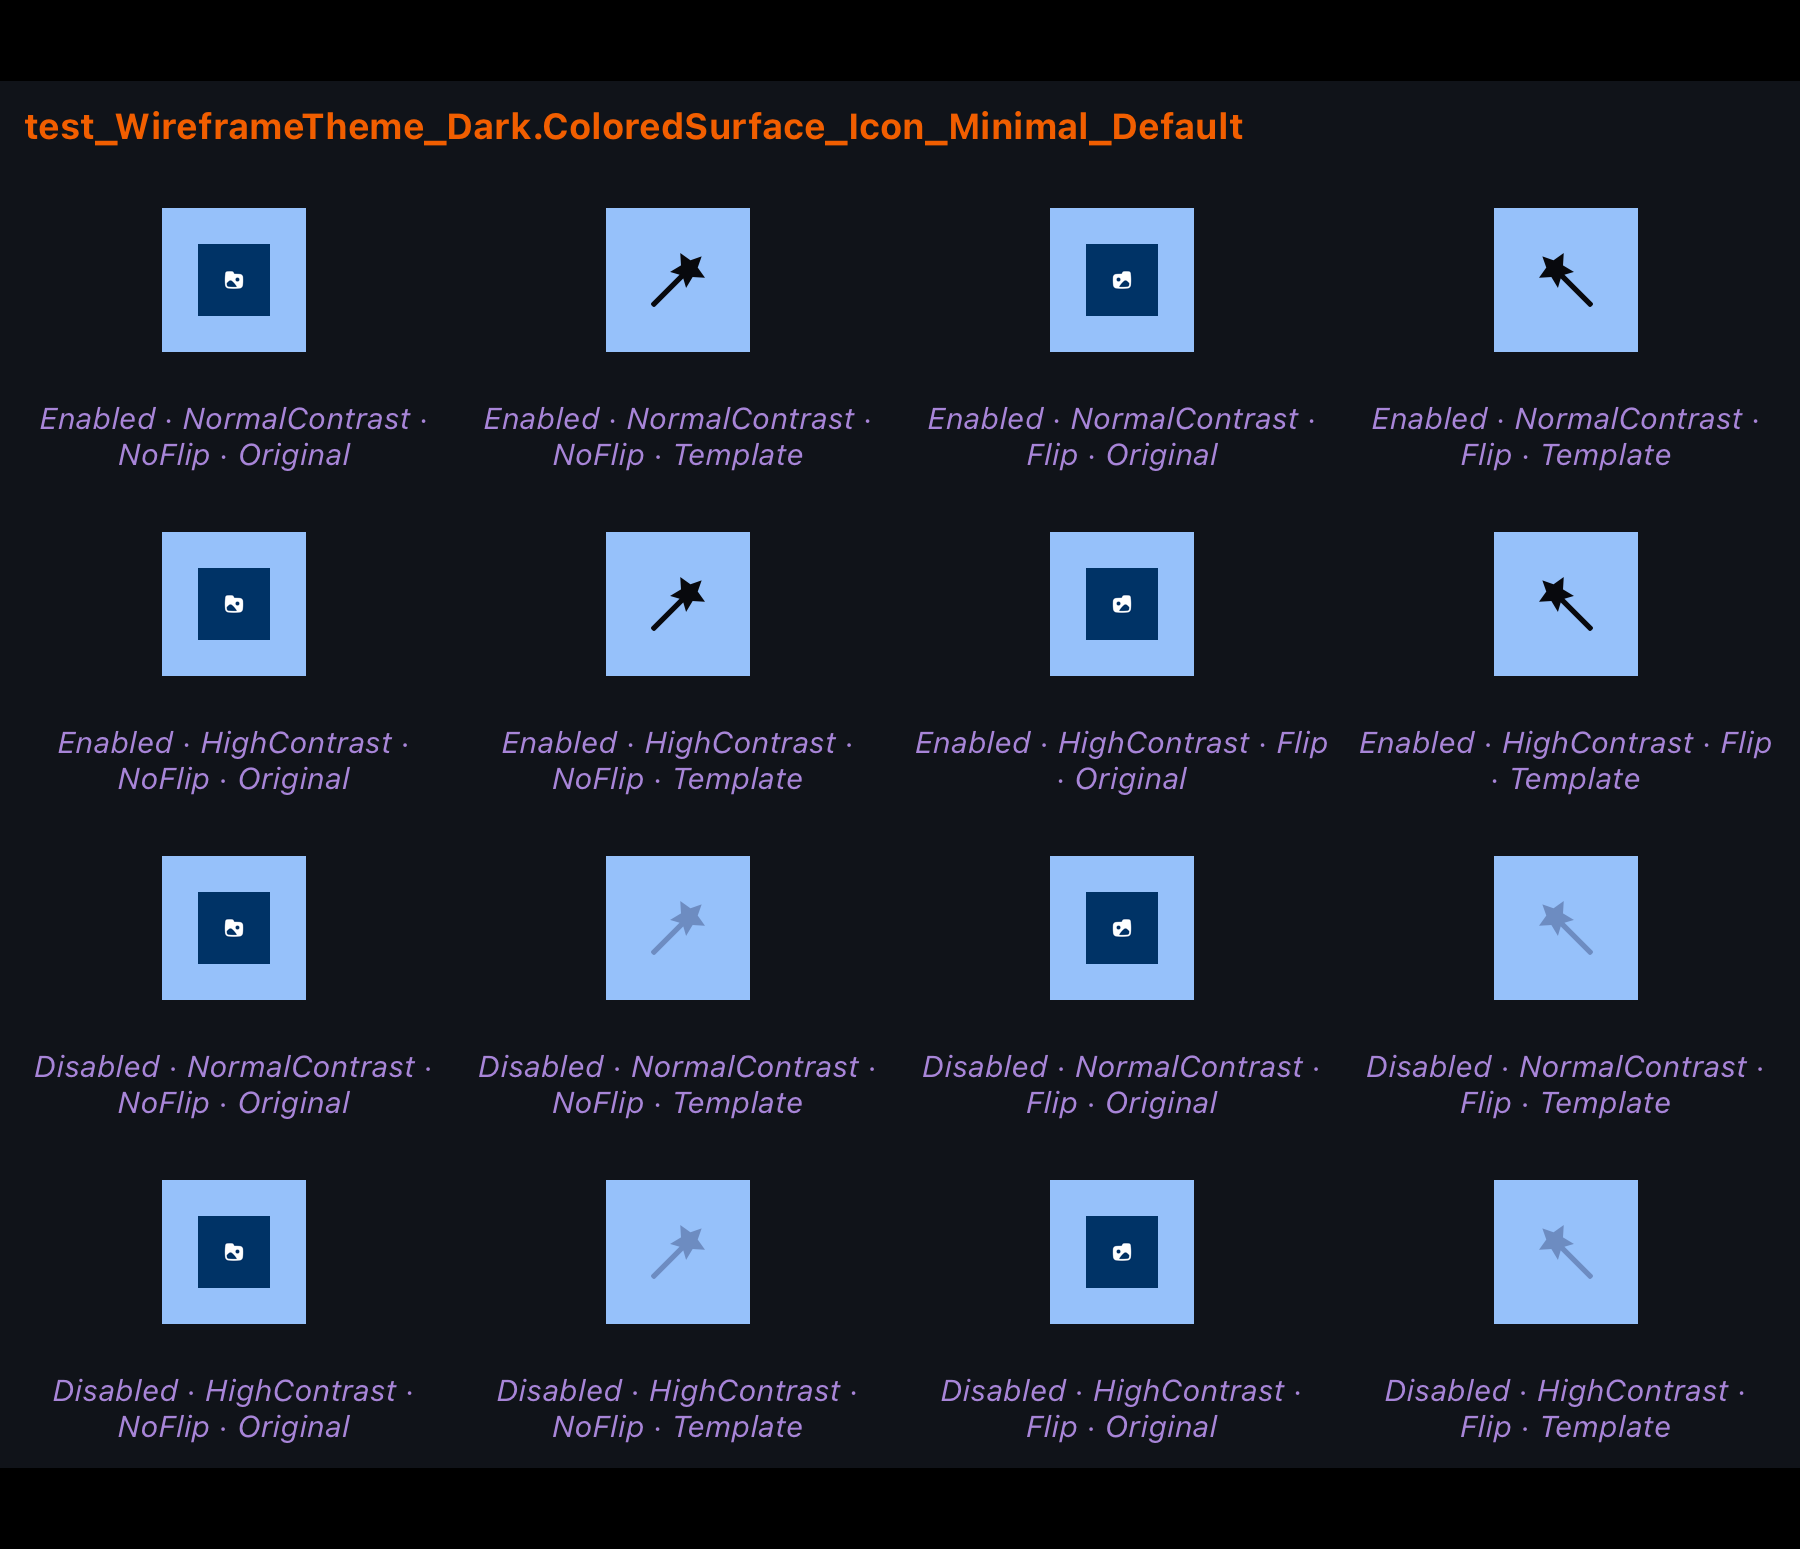 test_WireframeTheme_Dark.ColoredSurface_Icon_Minimal_Default
Enabled · NormalContrast ·
NoFlip · Original
Enabled · NormalContrast ·
NoFlip · Template
Enabled · NormalContrast ·
Flip · Original
Enabled · NormalContrast ·
Flip · Template
Enabled · HighContrast ·
NoFlip · Original
Enabled · HighContrast ·
NoFlip · Template
Enabled · HighContrast · Flip
· Original
Enabled · HighContrast · Flip
· Template
Disabled · NormalContrast ·
NoFlip · Original
Disabled · NormalContrast ·
NoFlip · Template
Disabled · NormalContrast ·
Flip · Original
Disabled · NormalContrast ·
Flip · Template
Disabled · HighContrast ·
NoFlip · Original
Disabled · HighContrast ·
NoFlip · Template
Disabled · HighContrast ·
Flip · Original
Disabled · HighContrast ·
Flip · Template